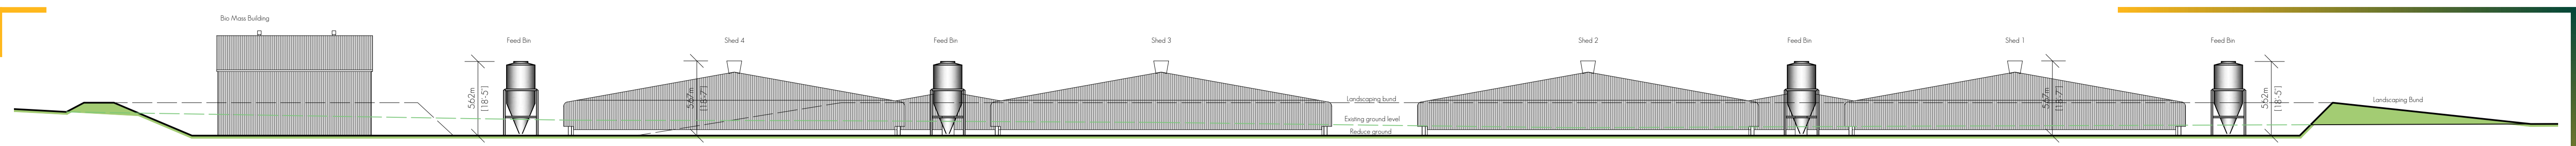 Bio Mass Building
Feed Bin
Shed 4
Feed Bin
Shed 3
Shed 2
Feed Bin
Shed 1
Feed Bin
5.62m
[18'-5"]
5.67m
[18'-7"]
5.67m
[18'-7"]
5.62m
[18'-5"]
Landscaping bund
Landscaping Bund
Existing ground level
Reduce ground